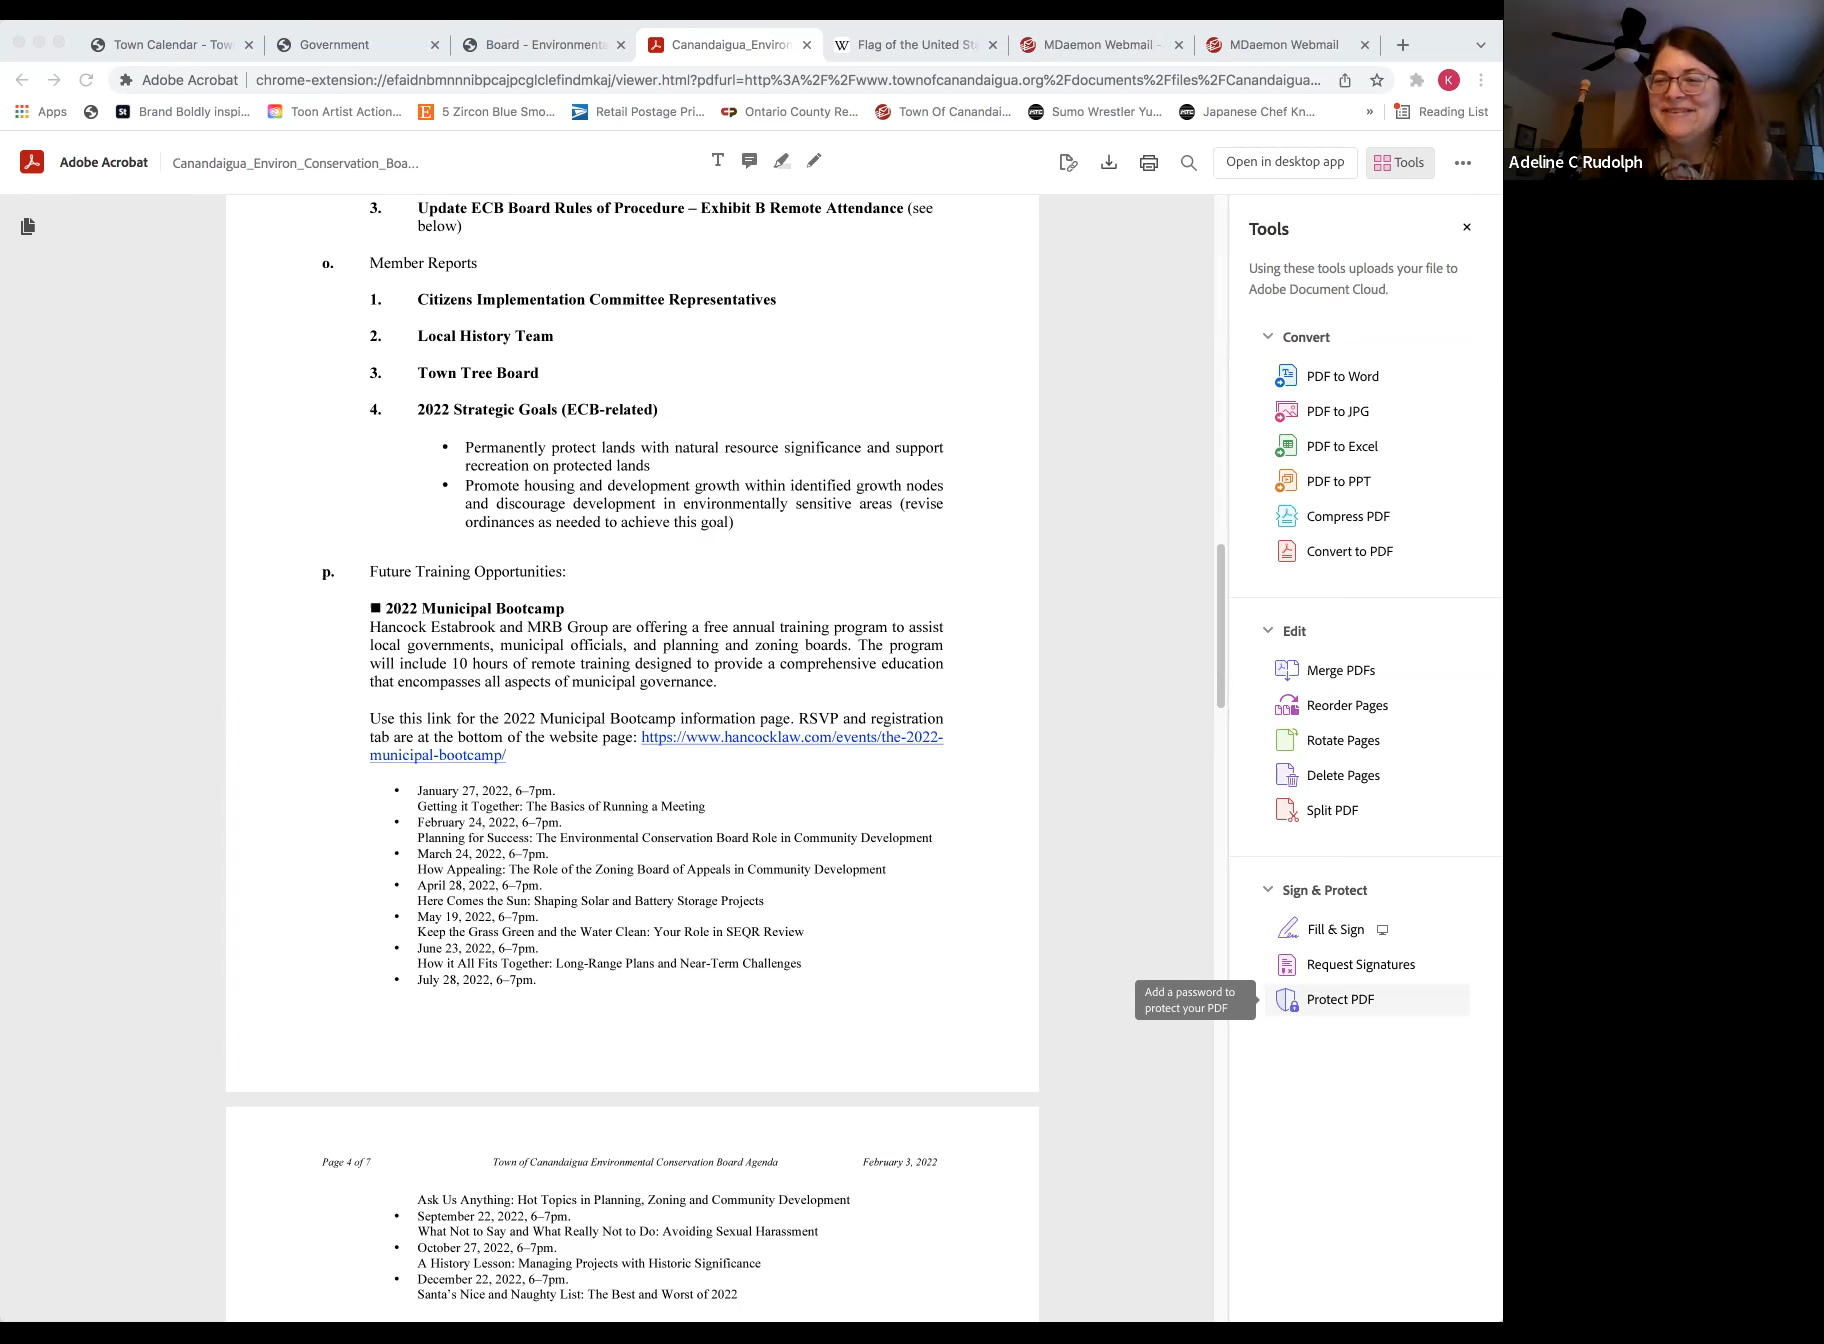 Town Calendar - Tow
Government
Board - Environmenta
Canandaigua_Environ
Flag of the United Sta
MDaemon Webmail -
MDaemon Webmail
Adobe Acrobat
chrome-extension://efaidnbmnnnibpcajpcglclefindmkaj/viewer.html?pdfurl=http%3A%2F%2Fwww.townofcanandaigua.org%2Fdocuments%2Ffiles%2FCanandaigua...
K
Apps
Brand Boldly inspi...
Toon Artist Action...
5 Zircon Blue Smo...
Retail Postage Pri...
Ontario County Re...
Town Of Canandai...
Sumo Wrestler Yu...
Japanese Chef Kn...
»
Reading List
Adobe Acrobat
Canandaigua_Environ_Conservation_Boa...
Open in desktop app
Tools
Adeline C Rudolph
3. Update ECB Board Rules of Procedure – Exhibit B Remote Attendance (see
below)
o. Member Reports
1. Citizens Implementation Committee Representatives
2. Local History Team
3. Town Tree Board
4. 2022 Strategic Goals (ECB-related)
• Permanently protect lands with natural resource significance and support
recreation on protected lands
• Promote housing and development growth within identified growth nodes
and discourage development in environmentally sensitive areas (revise
ordinances as needed to achieve this goal)
p. Future Training Opportunities:
■ 2022 Municipal Bootcamp
Hancock Estabrook and MRB Group are offering a free annual training program to assist
local governments, municipal officials, and planning and zoning boards. The program
will include 10 hours of remote training designed to provide a comprehensive education
that encompasses all aspects of municipal governance.
Use this link for the 2022 Municipal Bootcamp information page. RSVP and registration
tab are at the bottom of the website page: https://www.hancocklaw.com/events/the-2022-
municipal-bootcamp/
• January 27, 2022, 6–7pm.
Getting it Together: The Basics of Running a Meeting
• February 24, 2022, 6–7pm.
Planning for Success: The Environmental Conservation Board Role in Community Development
• March 24, 2022, 6–7pm.
How Appealing: The Role of the Zoning Board of Appeals in Community Development
• April 28, 2022, 6–7pm.
Here Comes the Sun: Shaping Solar and Battery Storage Projects
• May 19, 2022, 6–7pm.
Keep the Grass Green and the Water Clean: Your Role in SEQR Review
• June 23, 2022, 6–7pm.
How it All Fits Together: Long-Range Plans and Near-Term Challenges
• July 28, 2022, 6–7pm.
Page 4 of 7
Town of Canandaigua Environmental Conservation Board Agenda
February 3, 2022
Ask Us Anything: Hot Topics in Planning, Zoning and Community Development
• September 22, 2022, 6–7pm.
What Not to Say and What Really Not to Do: Avoiding Sexual Harassment
• October 27, 2022, 6–7pm.
A History Lesson: Managing Projects with Historic Significance
• December 22, 2022, 6–7pm.
Santa's Nice and Naughty List: The Best and Worst of 2022
Tools
Using these tools uploads your file to
Adobe Document Cloud.
Convert
PDF to Word
PDF to JPG
PDF to Excel
PDF to PPT
Compress PDF
Convert to PDF
Edit
Merge PDFs
Reorder Pages
Rotate Pages
Delete Pages
Split PDF
Sign & Protect
Fill & Sign
Request Signatures
Protect PDF
Add a password to
protect your PDF